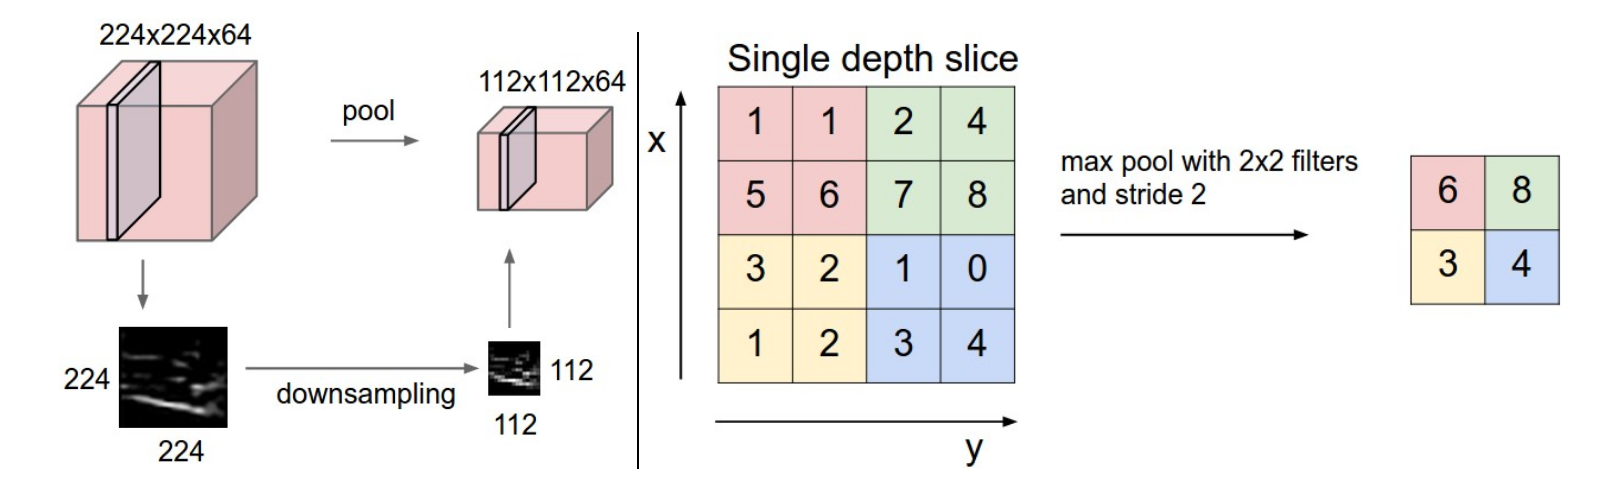 224x224x64
pool
112x112x64
224
224
downsampling
112
112
Single depth slice
x
1 1 2 4
5 6 7 8
3 2 1 0
1 2 3 4
y
max pool with 2x2 filters
and stride 2
6 8
3 4